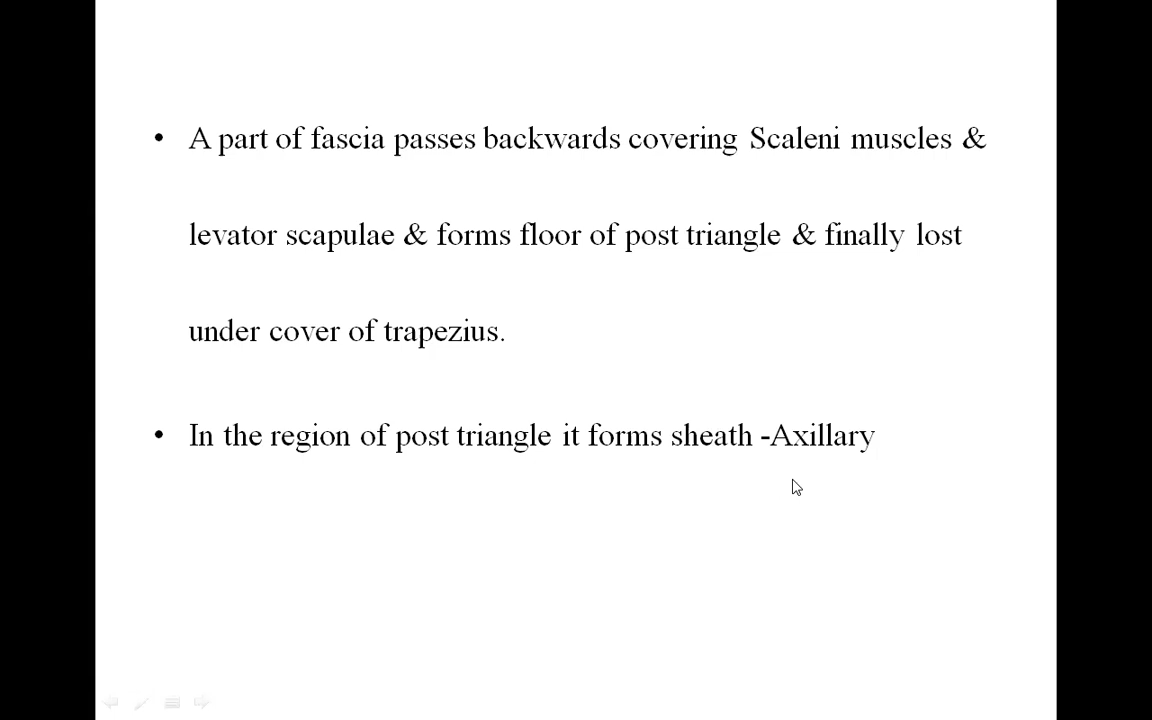 • A part of fascia passes backwards covering Scaleni muscles &
levator scapulae & forms floor of post triangle & finally lost
under cover of trapezius.
• In the region of post triangle it forms sheath -Axillary